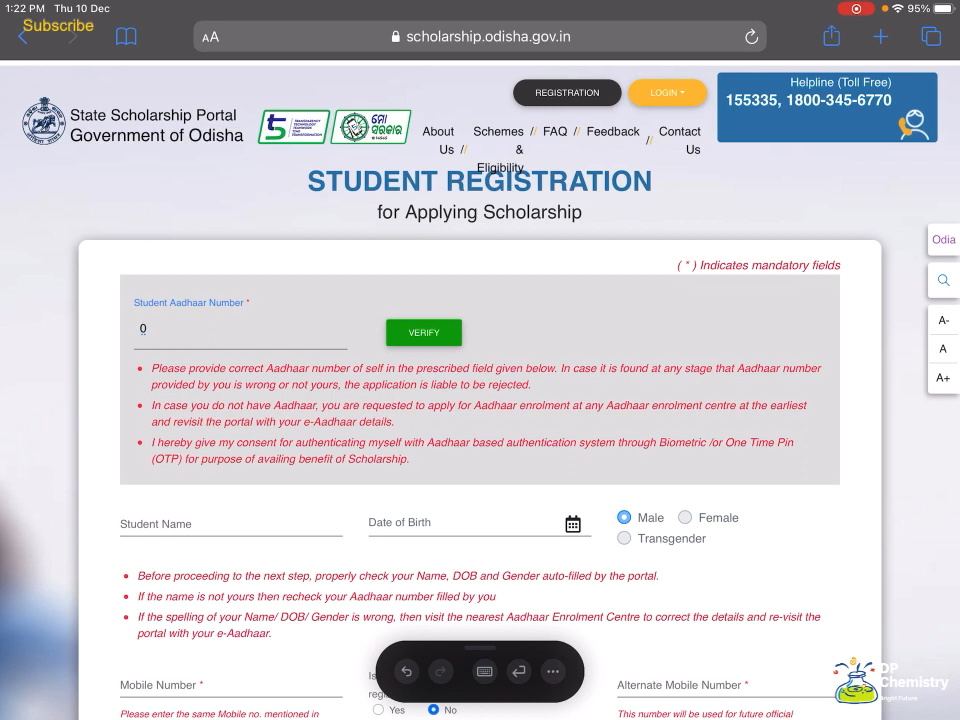 1:22 PM Thu 10 Dec
95%
Subscribe
AA
scholarship.odisha.gov.in
REGISTRATION
LOGIN
Helpline (Toll Free)
155335, 1800-345-6770
State Scholarship Portal
Government of Odisha
5T
TRANSPARENCY
TECHNOLOGY
TEAMWORK
TIME
TRANSFORMATION
ମୋ
ସରକାର
14545
About Us //
Schemes & Eligibility //
FAQ //
Feedback //
Contact Us
STUDENT REGISTRATION
for Applying Scholarship
Odia
A-
A
A+
( * ) Indicates mandatory fields
Student Aadhaar Number *
0
VERIFY
Please provide correct Aadhaar number of self in the prescribed field given below. In case it is found at any stage that Aadhaar number
provided by you is wrong or not yours, the application is liable to be rejected.
In case you do not have Aadhaar, you are requested to apply for Aadhaar enrolment at any Aadhaar enrolment centre at the earliest
and revisit the portal with your e-Aadhaar details.
I hereby give my consent for authenticating myself with Aadhaar based authentication system through Biometric /or One Time Pin
(OTP) for purpose of availing benefit of Scholarship.
Student Name
Date of Birth
Male
Female
Transgender
Before proceeding to the next step, properly check your Name, DOB and Gender auto-filled by the portal.
If the name is not yours then recheck your Aadhaar number filled by you
If the spelling of your Name/ DOB/ Gender is wrong, then visit the nearest Aadhaar Enrolment Centre to correct the details and re-visit the
portal with your e-Aadhaar.
Mobile Number *
Yes
No
Alternate Mobile Number *
Please enter the same Mobile no. mentioned in
This number will be used for future official
DP
Chemistry
Bright Future